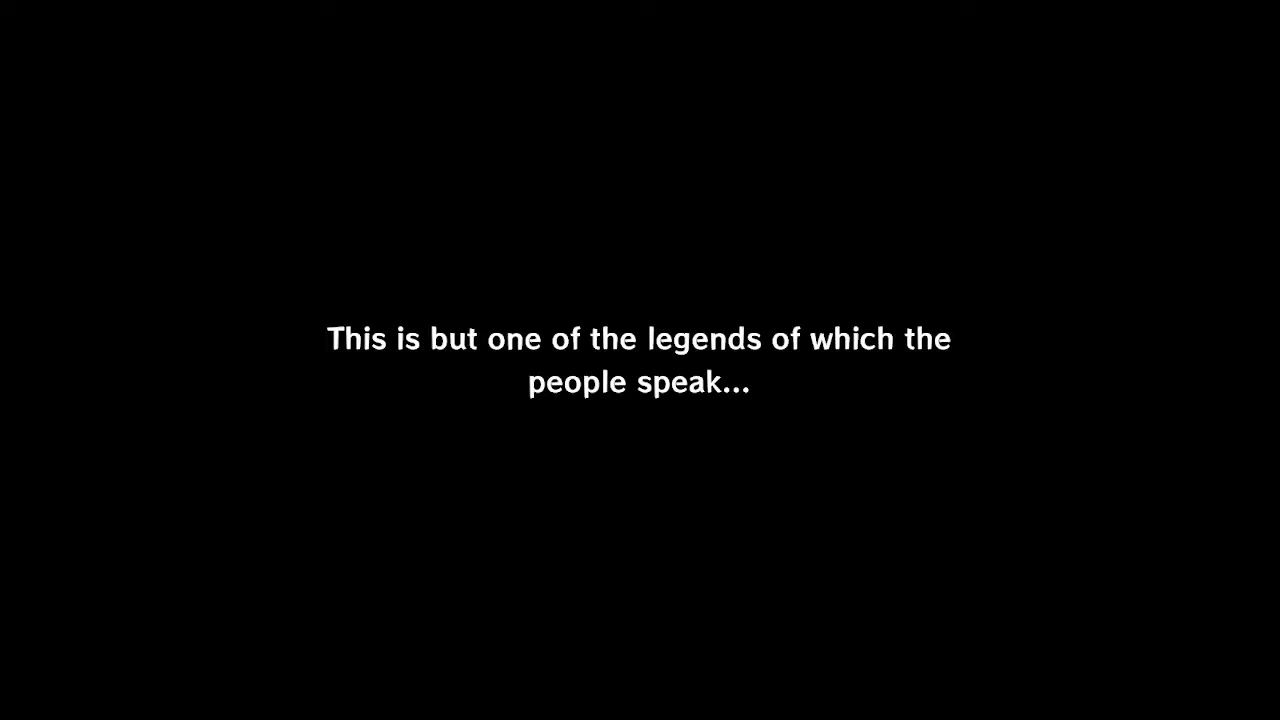 This is but one of the legends of which the
people speak...